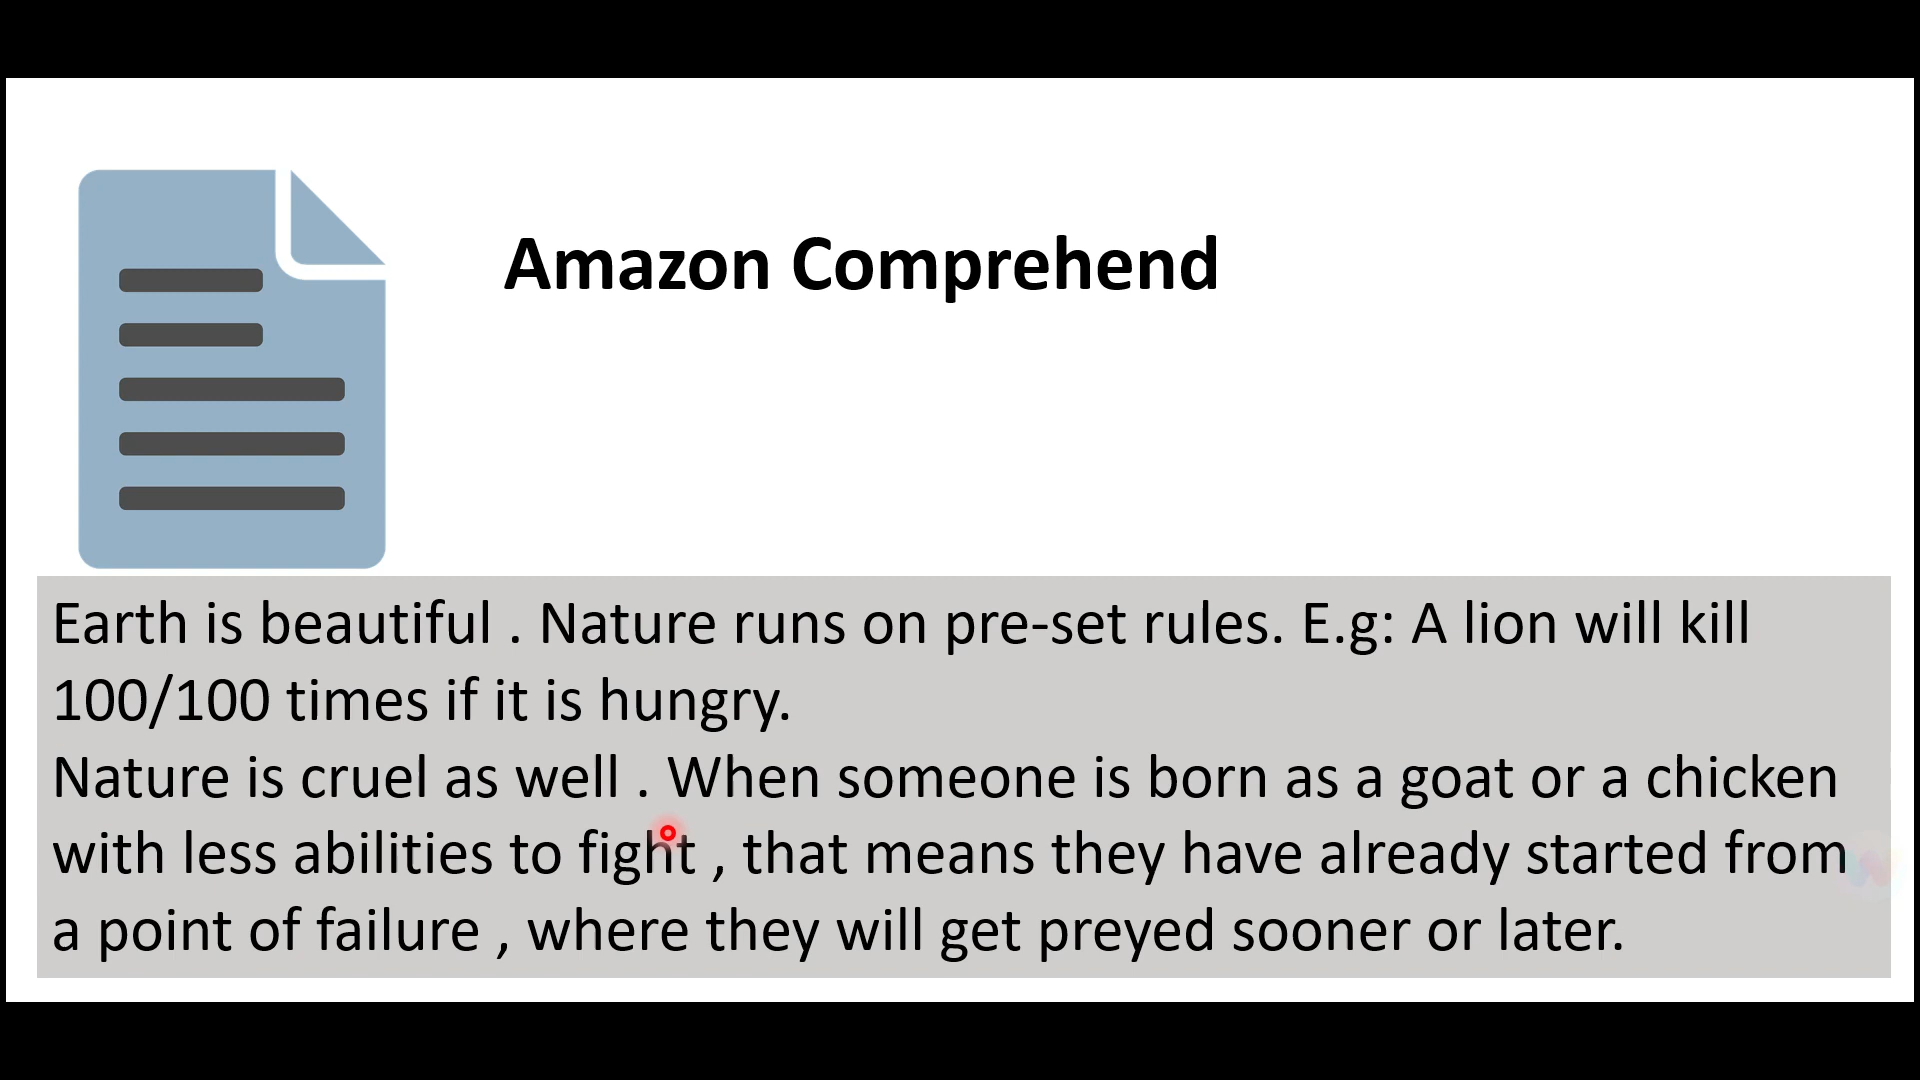 Amazon Comprehend
Earth is beautiful . Nature runs on pre-set rules. E.g: A lion will kill
100/100 times if it is hungry.
Nature is cruel as well . When someone is born as a goat or a chicken
with less abilities to fight , that means they have already started from
a point of failure , where they will get preyed sooner or later.